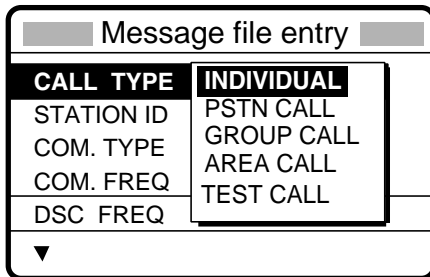 Message file entry
CALL TYPE
STATION ID
COM. TYPE
COM. FREQ
DSC FREQ
INDIVIDUAL
PSTN CALL
GROUP CALL
AREA CALL
TEST CALL
▼